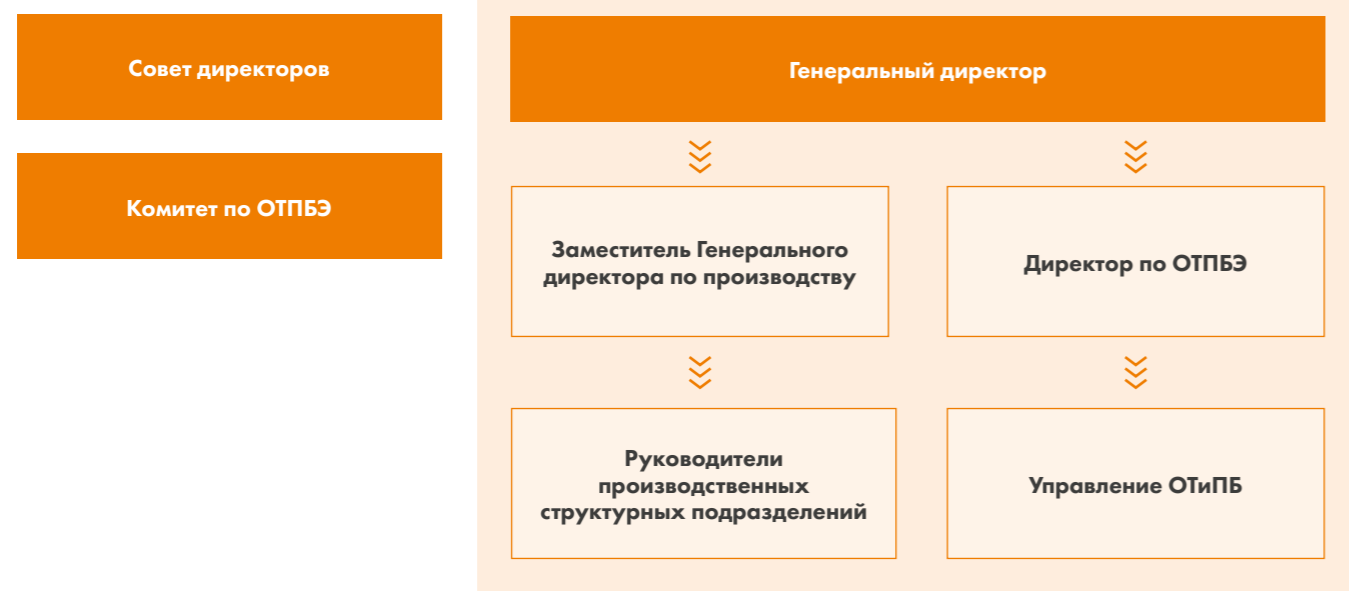 Совет директоров
Комитет по ОТПБЭ
Генеральный директор
Заместитель Генерального
директора по производству
Директор по ОТПБЭ
Руководители
производственных
структурных подразделений
Управление ОТиПБ